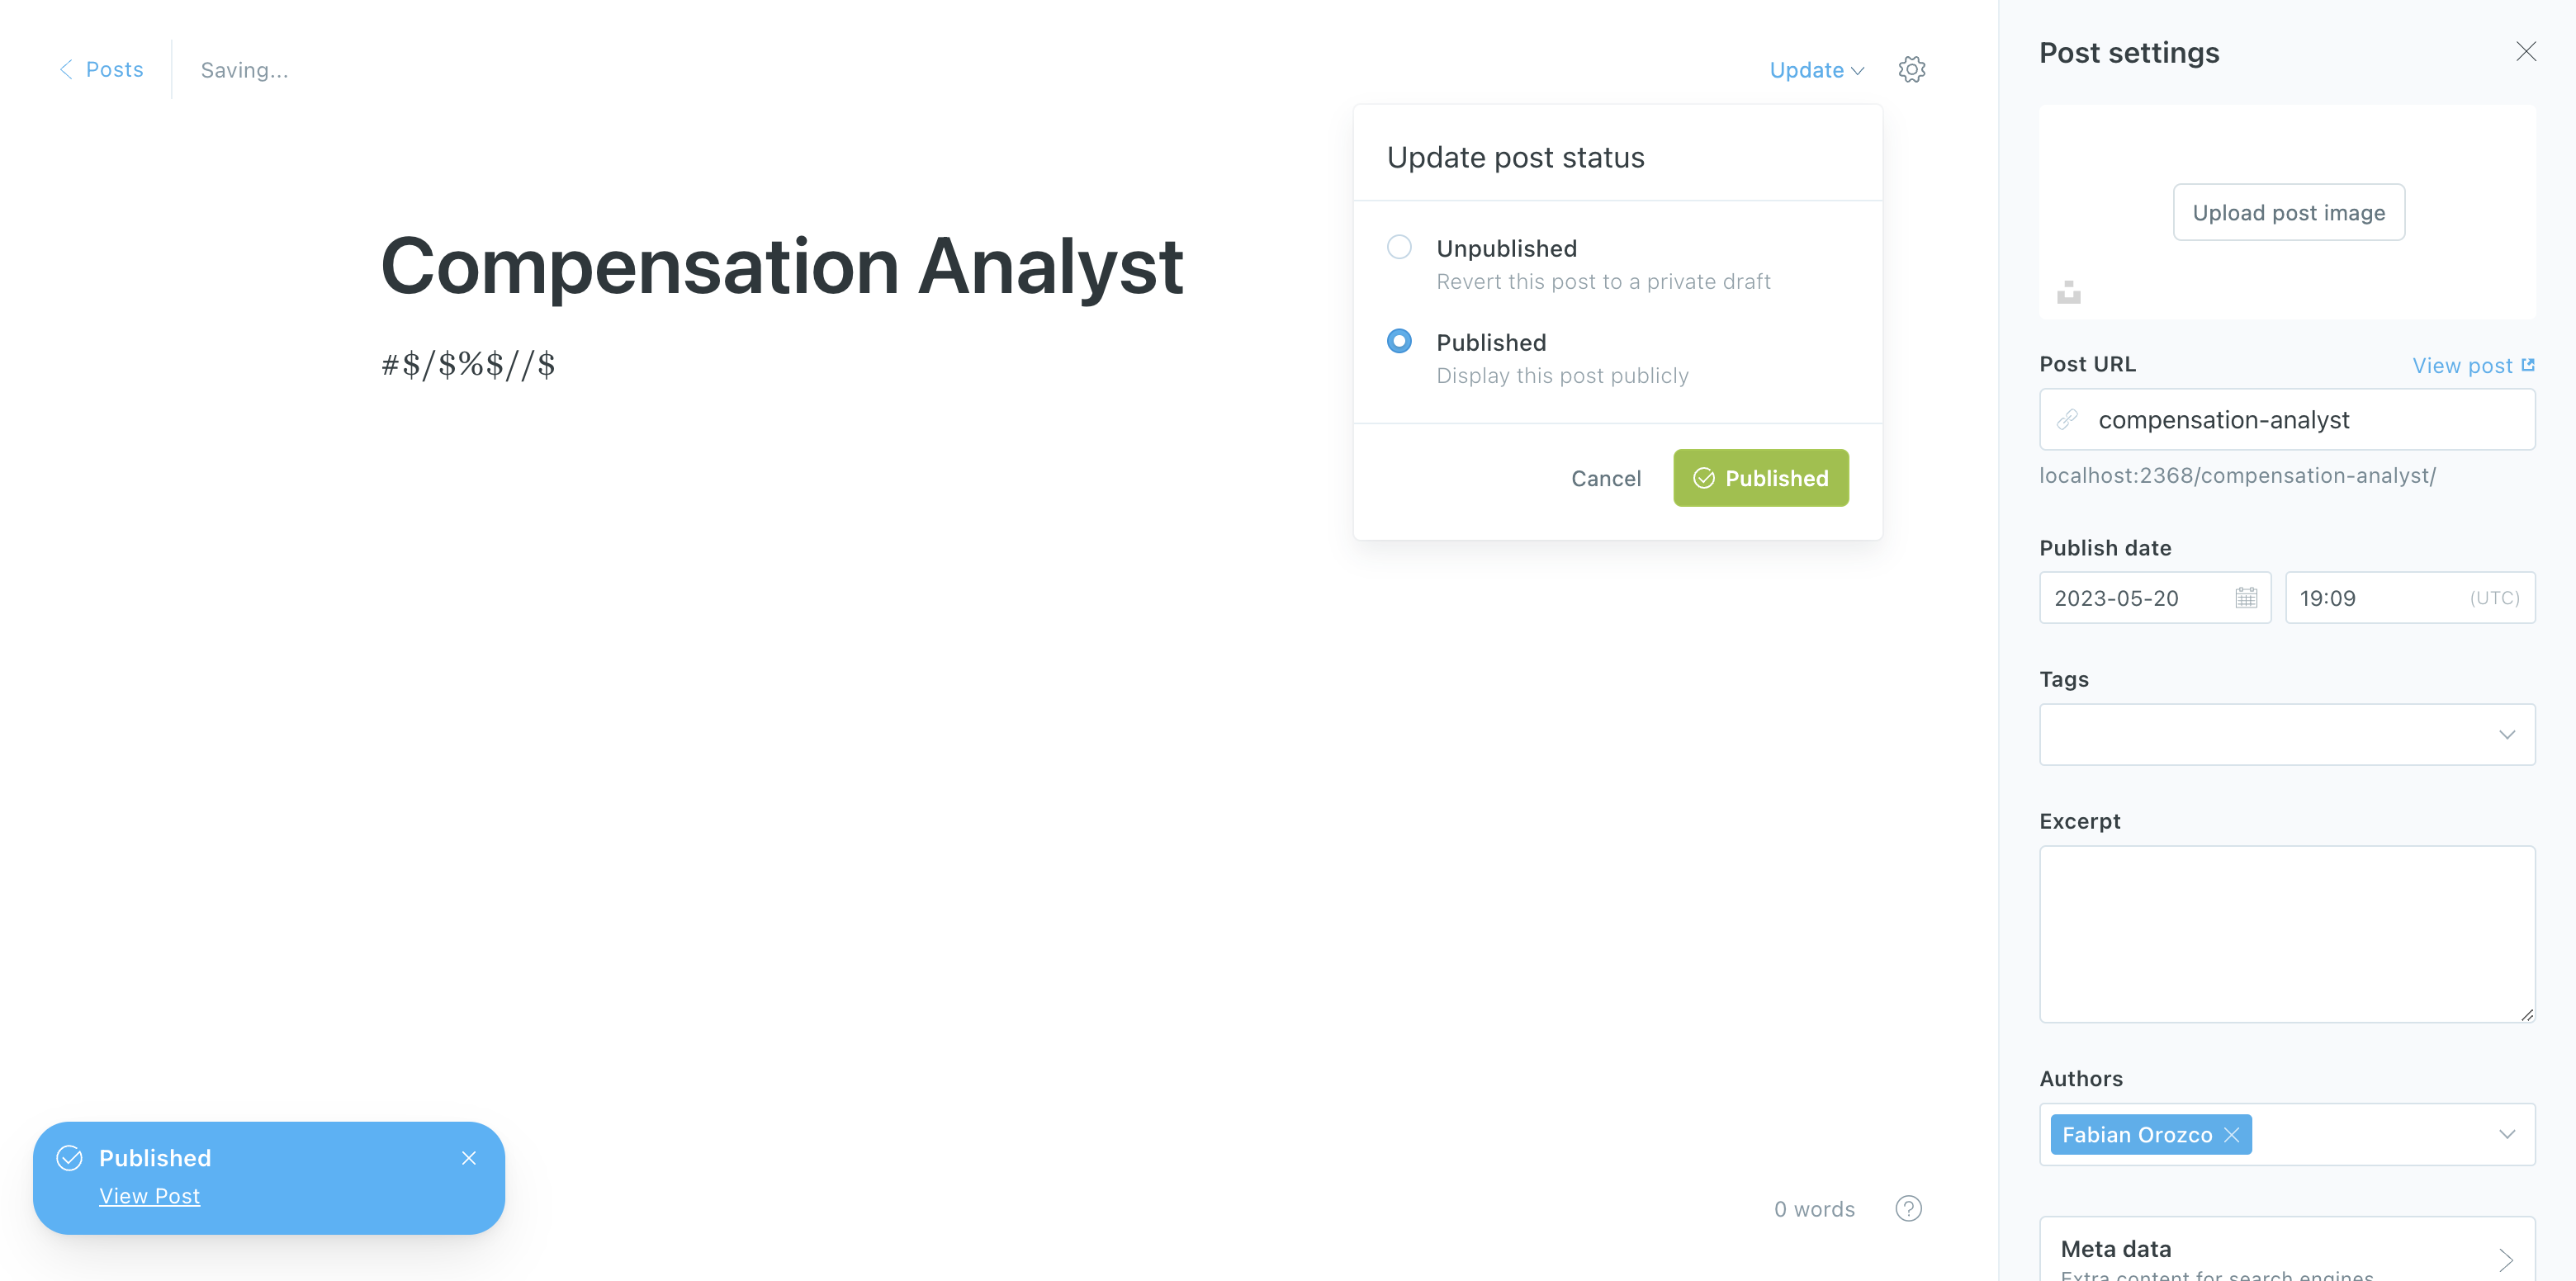 Posts
Saving...
Update
Update post status
Unpublished
Revert this post to a private draft
Published
Display this post publicly
Cancel
Published
Compensation Analyst
#$/$%$//$
Published
View Post
0 words
?
Post settings
Upload post image
Post URL
View post
compensation-analyst
localhost:2368/compensation-analyst/
Publish date
2023-05-20
19:09
(UTC)
Tags
Excerpt
Authors
Fabian Orozco
Meta data
Extra content for search engines